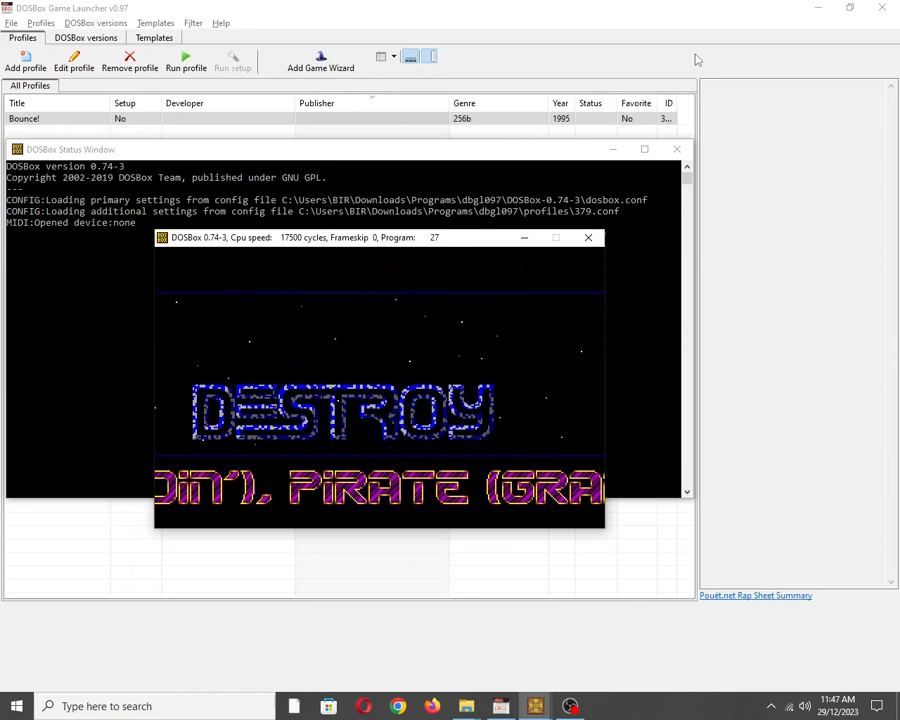 DOSBox Game Launcher v0.97
File Profiles DOSBox versions Templates Filter Help
Profiles DOSBox versions Templates
Add profile Edit profile Remove profile Run profile Run setup Add Game Wizard
All Profiles
Title Setup Developer Publisher Genre Year Status Favorite ID
Bounce! No 256b 1995 No 3...
DOSBox Status Window
DOSBox version 0.74-3
Copyright 2002-2019 DOSBox Team, published under GNU GPL.
---
CONFIG:Loading primary settings from config file C:\Users\BIR\Downloads\Programs\dbgl097\DOSBox-0.74-3\dosbox.conf
CONFIG:Loading additional settings from config file C:\Users\BIR\Downloads\Programs\dbgl097\profiles\379.conf
MIDI:Opened device:none
DOSBox 0.74-3, Cpu speed: 17500 cycles, Frameskip 0, Program: 27
DESTROY
DIN'), PiRATE (GRA
Pouët.net Rap Sheet Summary
Type here to search
11:47 AM
29/12/2023